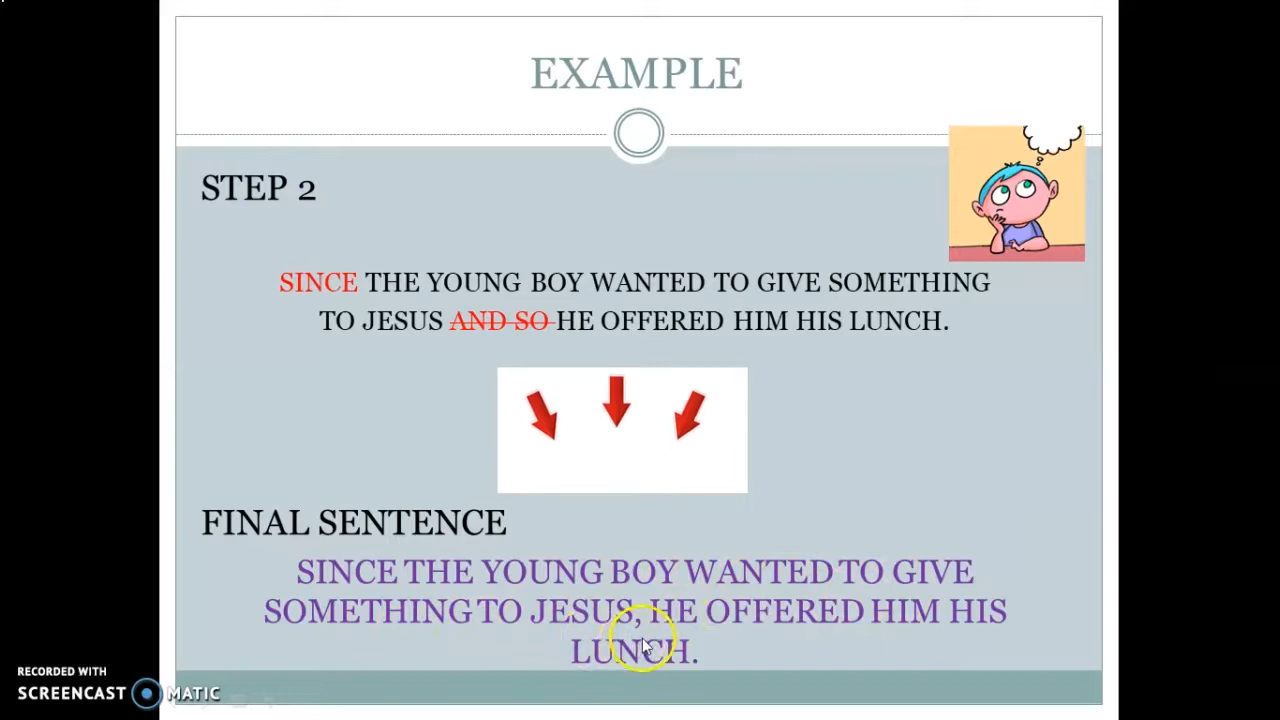 EXAMPLE
STEP 2
SINCE THE YOUNG BOY WANTED TO GIVE SOMETHING
TO JESUS AND SO HE OFFERED HIM HIS LUNCH.
FINAL SENTENCE
SINCE THE YOUNG BOY WANTED TO GIVE
SOMETHING TO JESUS, HE OFFERED HIM HIS
LUNCH.
RECORDED WITH
SCREENCAST MATIC